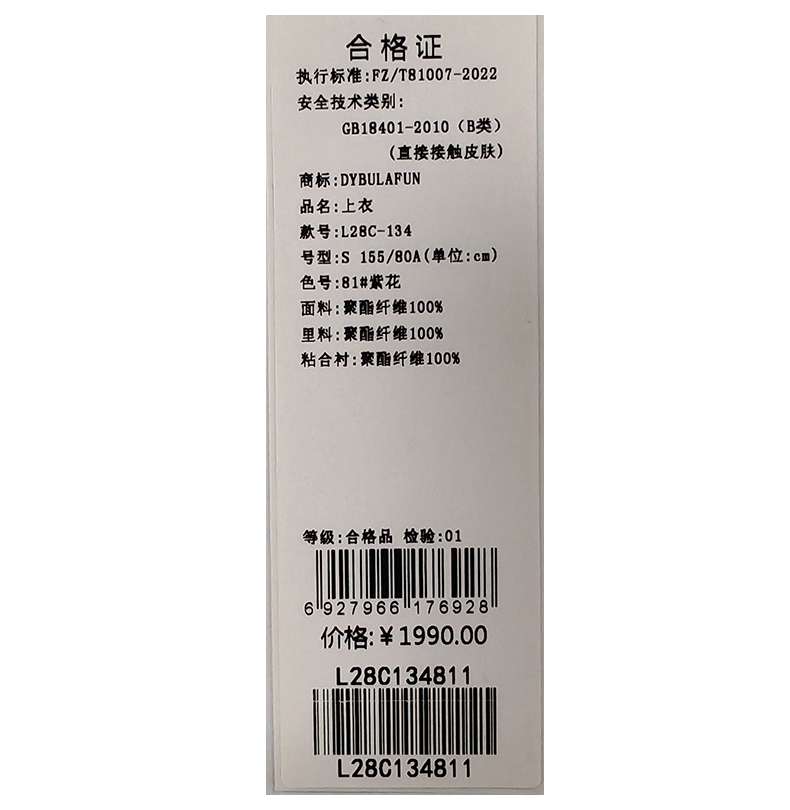 合格证
执行标准:FZ/T81007-2022
安全技术类别:
GB18401-2010（B类）
(直接接触皮肤)
商标:DYBULAFUN
品名:上衣
款号:L28C-134
号型:S 155/80A(单位:cm)
色号:81#紫花
面料:聚酯纤维100%
里料:聚酯纤维100%
粘合衬:聚酯纤维100%
等级:合格品 检验:01
6 927966 176928
价格:￥1990.00
L28C134811
L28C134811